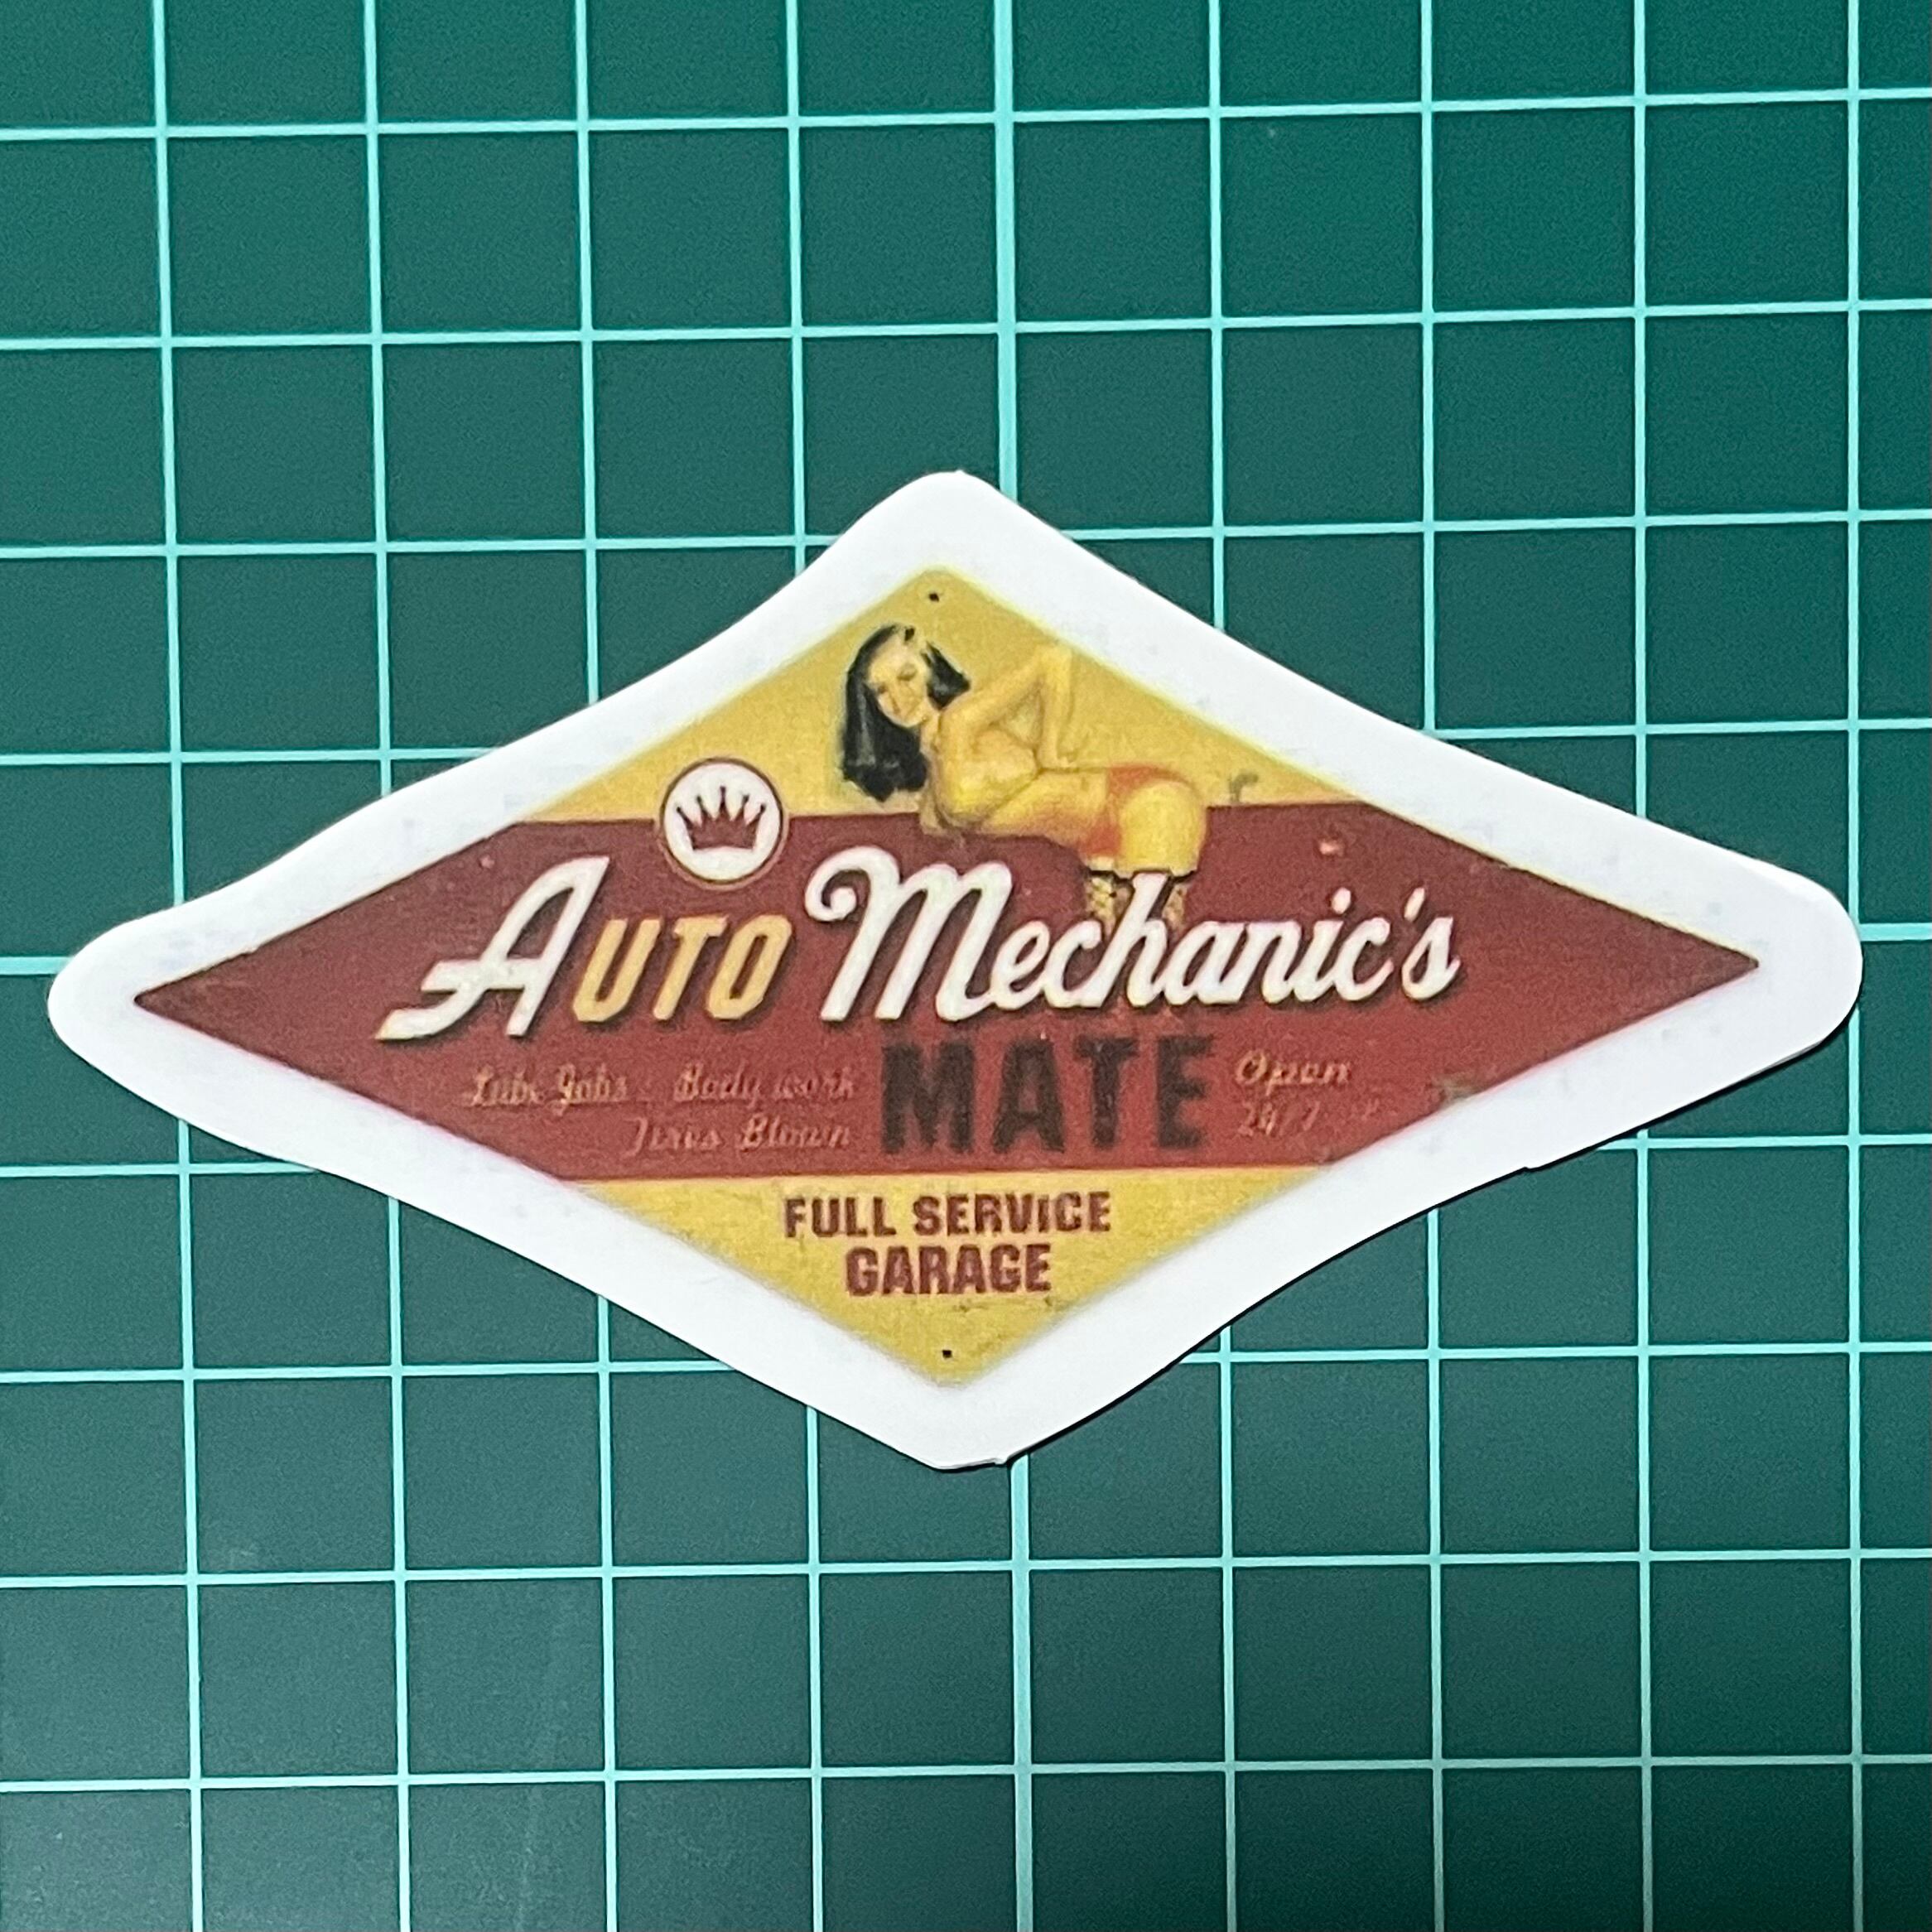 AUTO Mechanic's
MATE
Lube Jobs Body work
Tires Blown
Open
24/7
FULL SERVICE
GARAGE